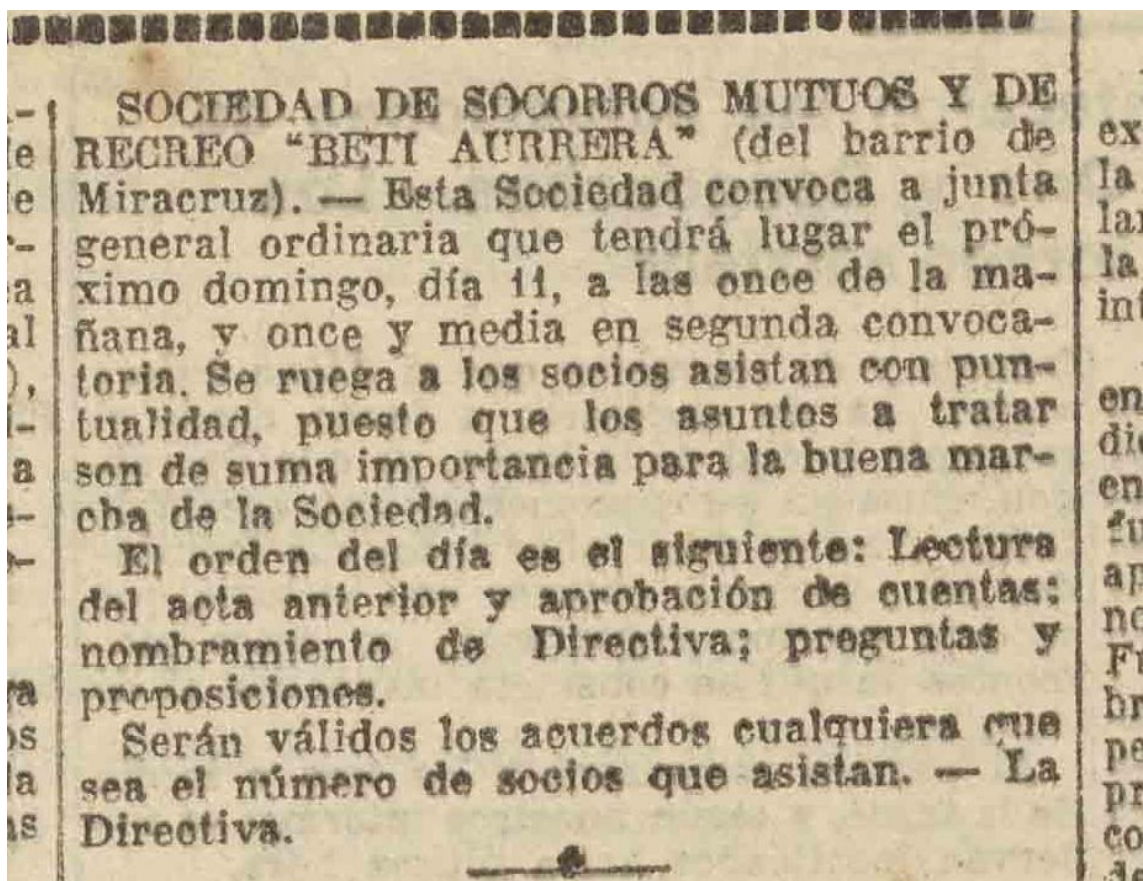 SOCIEDAD DE SOCORROS MUTUOS Y DE
RECREO “BETI AURRERA” (del barrio de
Miracruz). — Esta Sociedad convoca a junta
general ordinaria que tendrá lugar el pró-
ximo domingo, día 11, a las once de la ma-
ñana, y once y media en segunda convoca-
toria. Se ruega a los socios asistan con pun-
tualidad, puesto que los asuntos a tratar
son de suma importancia para la buena mar-
cha de la Sociedad.
El orden del día es el siguiente: Lectura
del acta anterior y aprobación de cuentas;
nombramiento de Directiva; preguntas y
proposiciones.
Serán válidos los acuerdos cualquiera que
sea el número de socios que asistan. — La
Directiva.